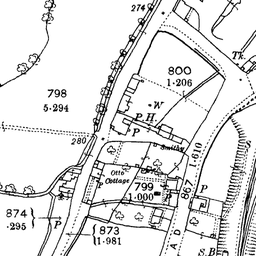 274
Tk.
800
1·206
798
5·294
W
P.H.
P
Smithy
280
Otto
Cottage
799
1·000
P
867
1·610
874
·295
P
873
1·981
A D
S.B